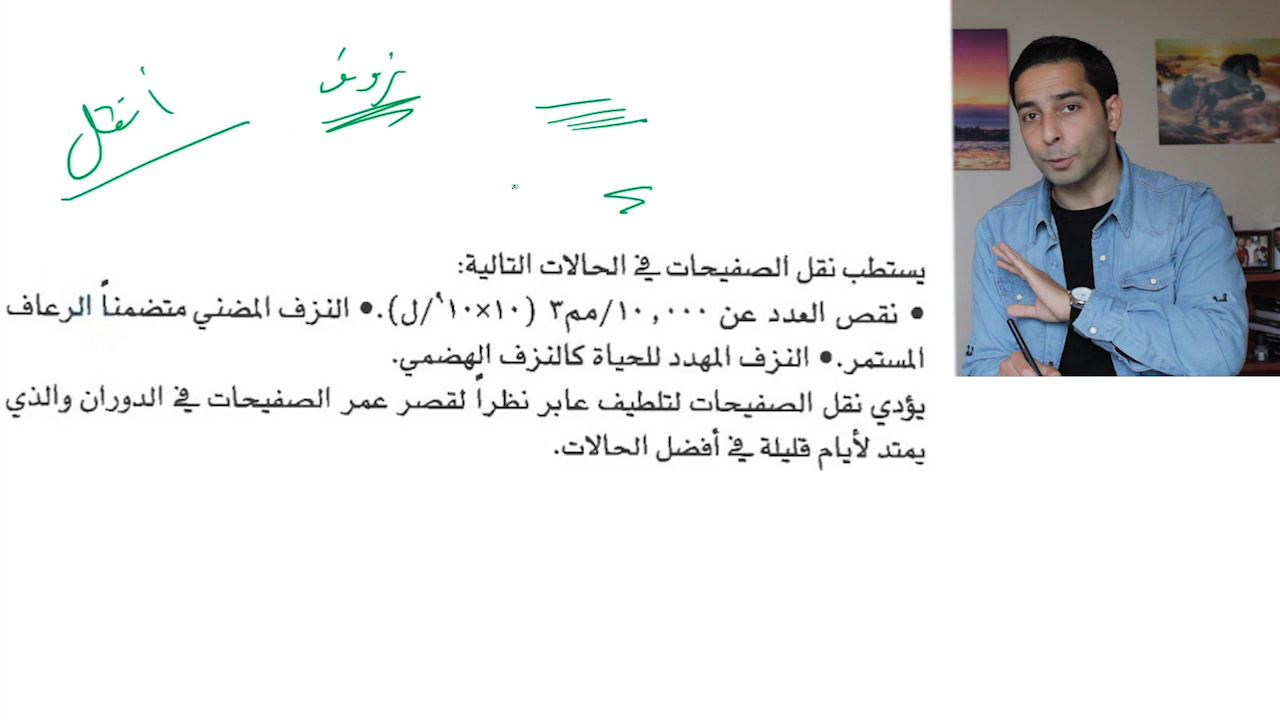 نزوف
أنقل
يستطب نقل الصفيحات في الحالات التالية:
• نقص العدد عن ١٠,٠٠٠/مم٣ (١٠×١٠^٩/ل). • النزف المضني متضمناً الرعاف
المستمر. • النزف المهدد للحياة كالنزف الهضمي.
يؤدي نقل الصفيحات لتلطيف عابر نظراً لقصر عمر الصفيحات في الدوران والذي
يمتد لأيام قليلة في أفضل الحالات.